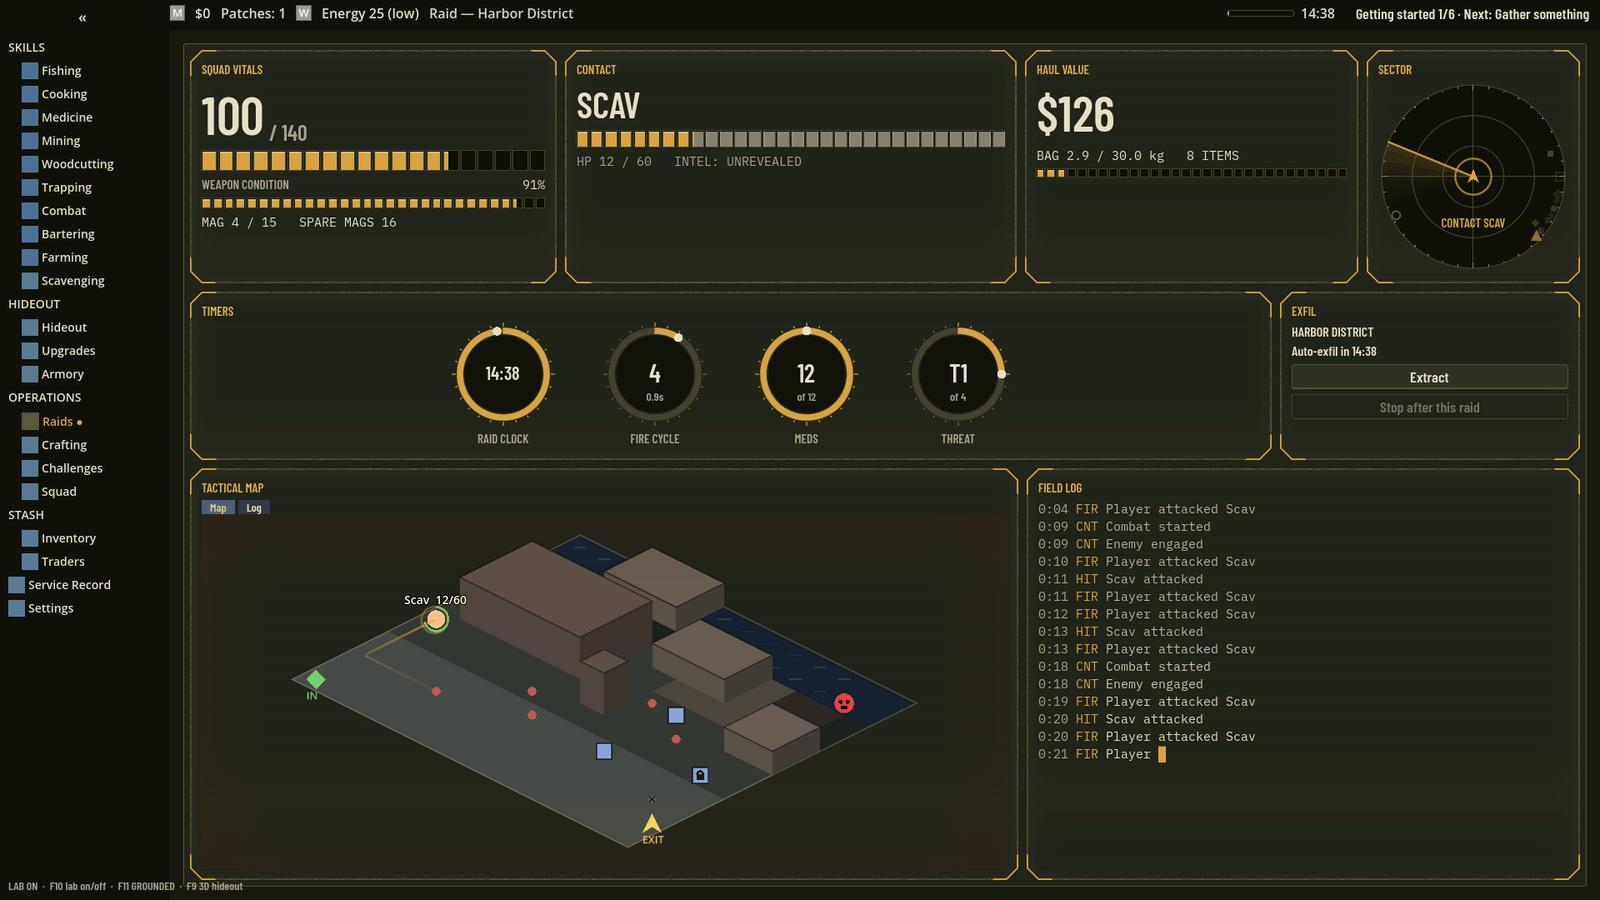 «
M $0 Patches: 1 W Energy 25 (low) Raid — Harbor District
14:38 Getting started 1/6 · Next: Gather something
SKILLS
Fishing
Cooking
Medicine
Mining
Woodcutting
Trapping
Combat
Bartering
Farming
Scavenging
HIDEOUT
Hideout
Upgrades
Armory
OPERATIONS
Raids •
Crafting
Challenges
Squad
STASH
Inventory
Traders
Service Record
Settings
SQUAD VITALS
100 / 140
WEAPON CONDITION 91%
MAG 4 / 15 SPARE MAGS 16
CONTACT
SCAV
HP 12 / 60 INTEL: UNREVEALED
HAUL VALUE
$126
BAG 2.9 / 30.0 kg 8 ITEMS
SECTOR
CONTACT SCAV
TIMERS
14:38
RAID CLOCK
4
0.9s
FIRE CYCLE
12
of 12
MEDS
T1
of 4
THREAT
EXFIL
HARBOR DISTRICT
Auto-exfil in 14:38
Extract
Stop after this raid
TACTICAL MAP
Map Log
Scav 12/60
IN
EXIT
FIELD LOG
0:04 FIR Player attacked Scav
0:09 CNT Combat started
0:09 CNT Enemy engaged
0:10 FIR Player attacked Scav
0:11 HIT Scav attacked
0:11 FIR Player attacked Scav
0:12 FIR Player attacked Scav
0:13 HIT Scav attacked
0:13 FIR Player attacked Scav
0:18 CNT Combat started
0:18 CNT Enemy engaged
0:19 FIR Player attacked Scav
0:20 HIT Scav attacked
0:20 FIR Player attacked Scav
0:21 FIR Player
LAB ON · F10 lab on/off · F11 GROUNDED · F9 3D hideout